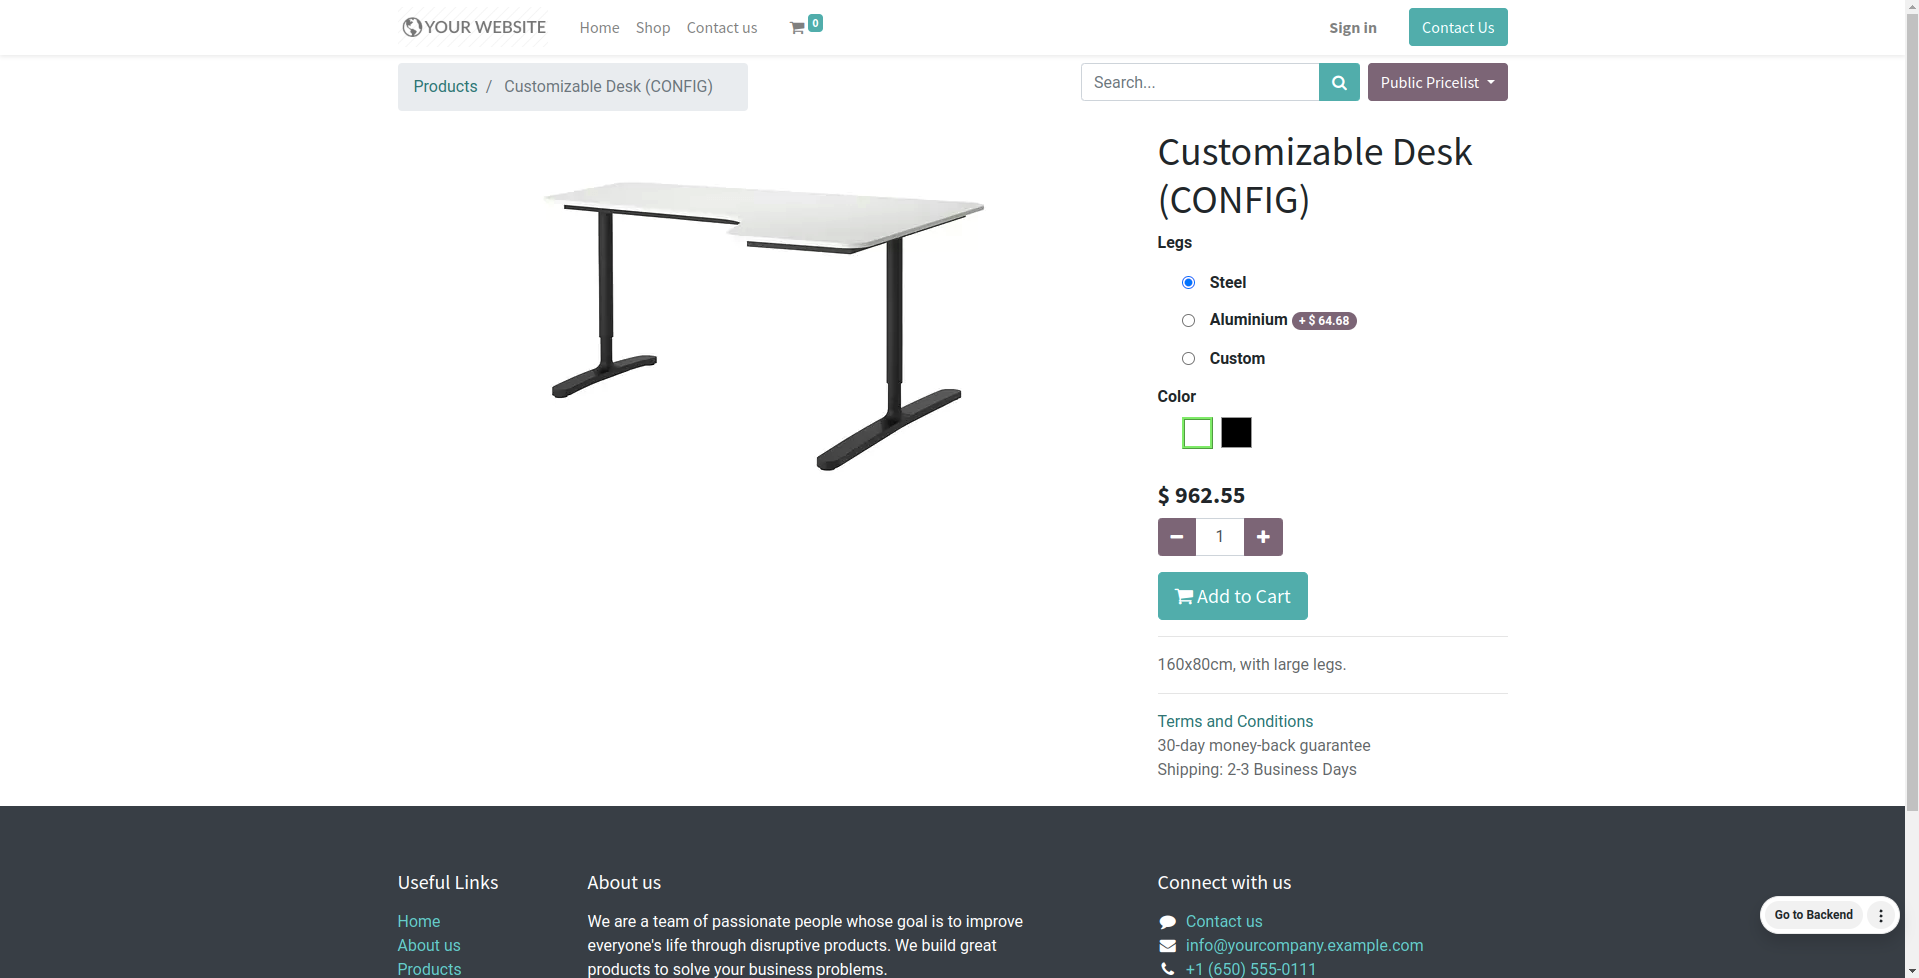 YOUR WEBSITE
Home
Shop
Contact us
0
Sign in
Contact Us
Products / Customizable Desk (CONFIG)
Search...
Public Pricelist
Customizable Desk
(CONFIG)
Legs
Steel
Aluminium + $ 64.68
Custom
Color
$ 962.55
1
Add to Cart
160x80cm, with large legs.
Terms and Conditions
30-day money-back guarantee
Shipping: 2-3 Business Days
Useful Links
Home
About us
Products
About us
We are a team of passionate people whose goal is to improve
everyone's life through disruptive products. We build great
products to solve your business problems.
Connect with us
Contact us
info@yourcompany.example.com
+1 (650) 555-0111
Go to Backend